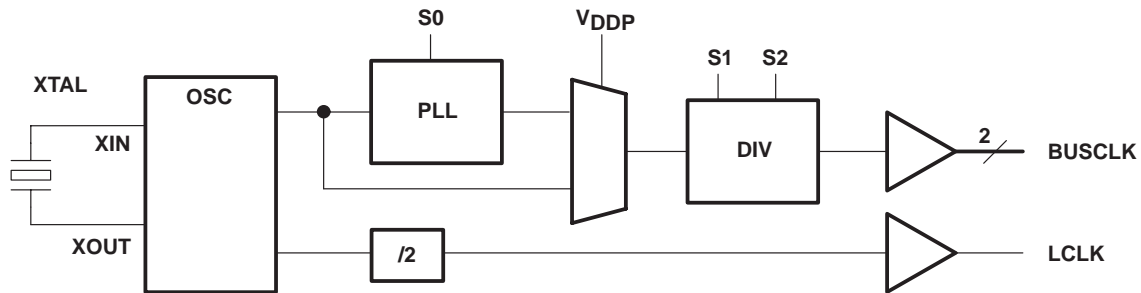 S0
VDDP
S1 S2
XTAL
OSC
PLL
XIN
DIV
2
BUSCLK
XOUT
/2
LCLK